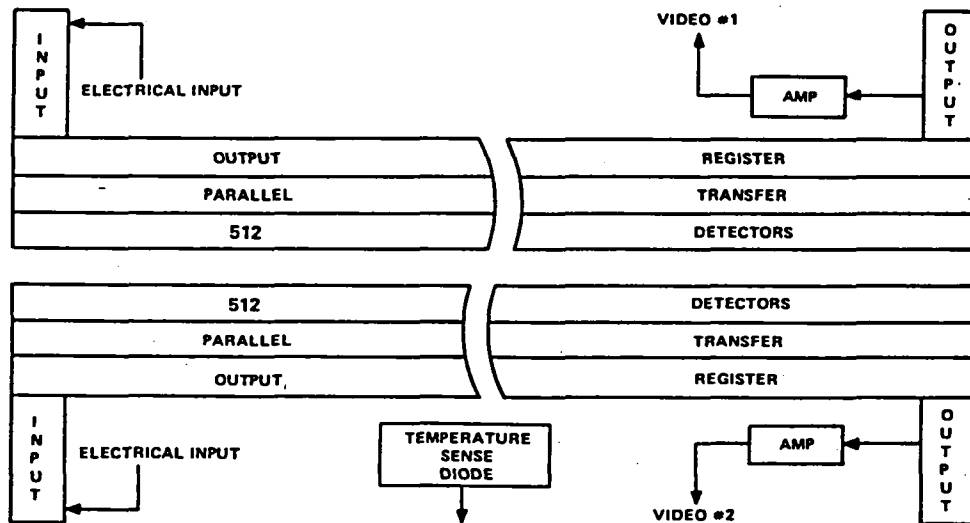 VIDEO #1
INPUT
OUTPUT
ELECTRICAL INPUT
AMP
OUTPUT REGISTER
PARALLEL TRANSFER
512 DETECTORS
512 DETECTORS
PARALLEL TRANSFER
OUTPUT REGISTER
INPUT
OUTPUT
TEMPERATURE
SENSE
DIODE
ELECTRICAL INPUT
AMP
VIDEO #2